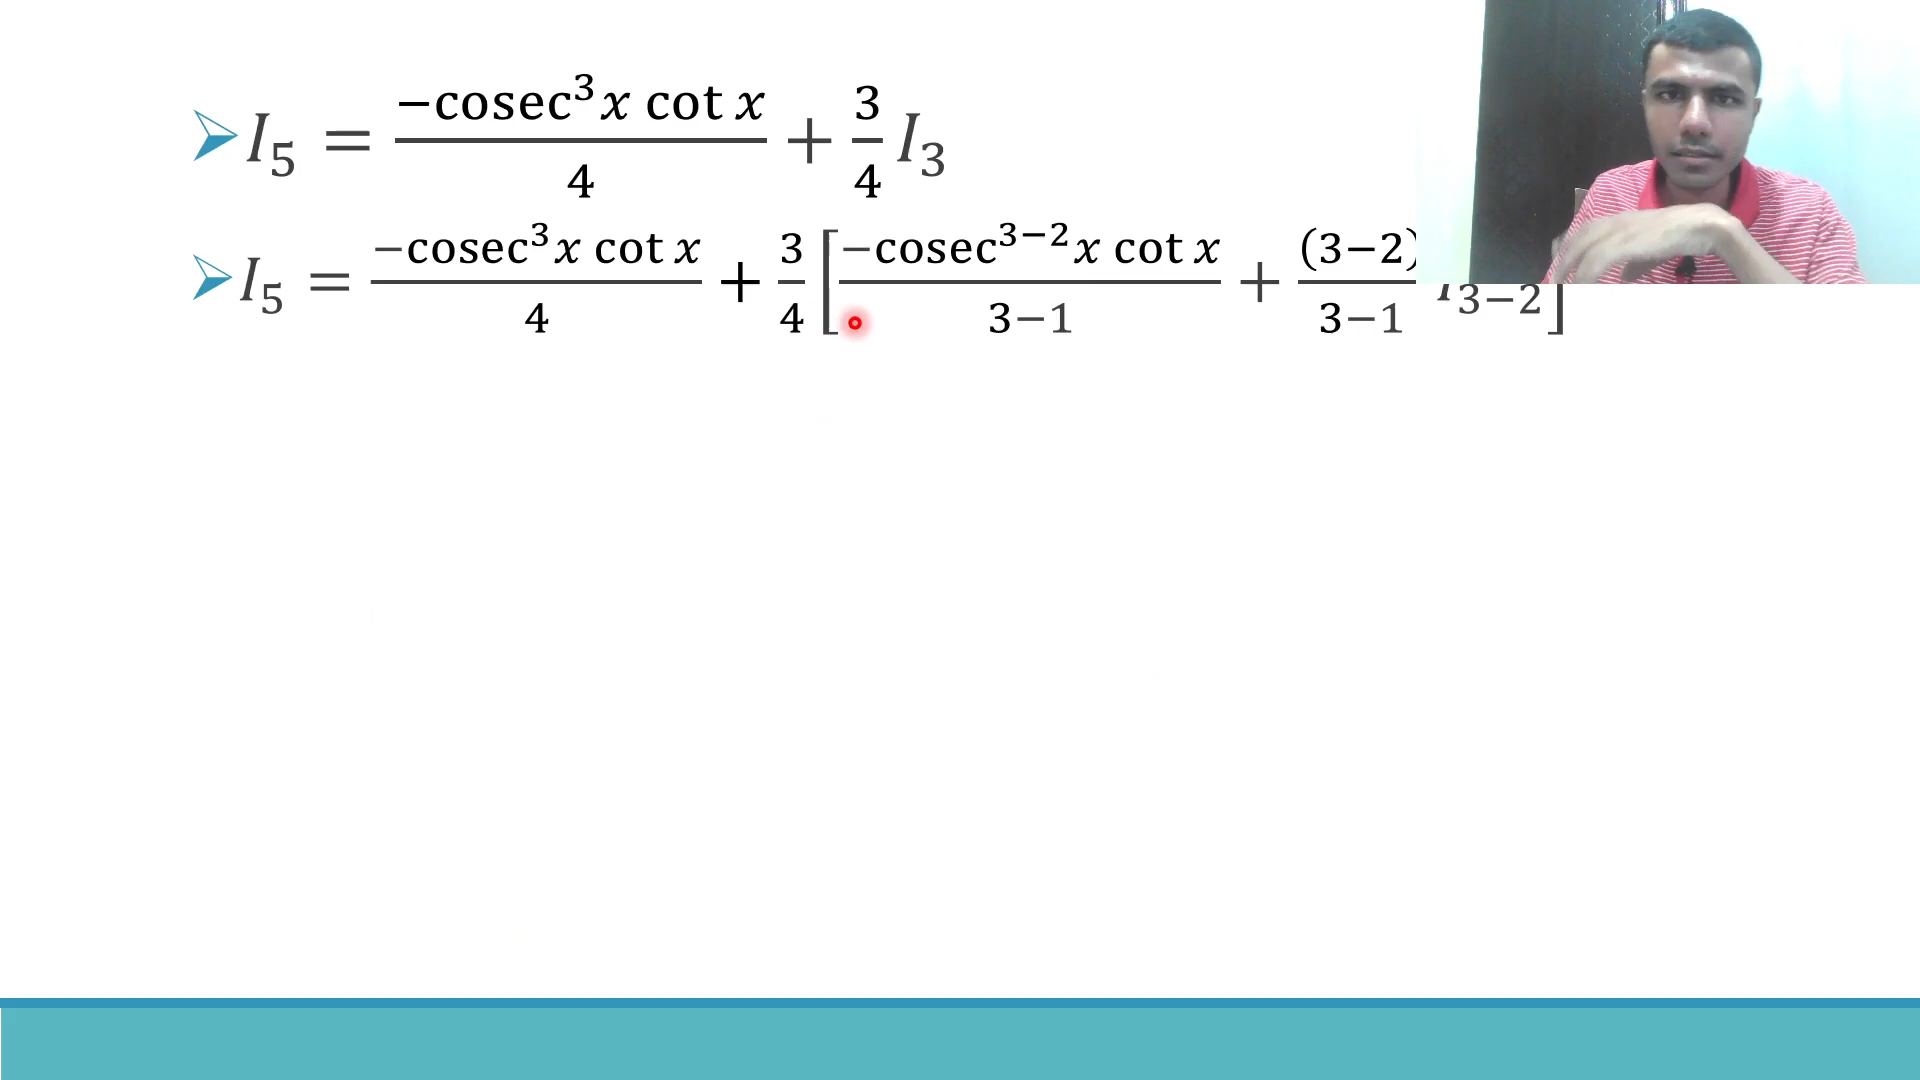 ➢I₅ = −cosec³x cot x / 4 + 3/4 I₃
➢I₅ = −cosec³x cot x / 4 + 3/4 [−cosec³⁻²x cot x / 3−1 + (3−2) / 3−1 I₃₋₂]